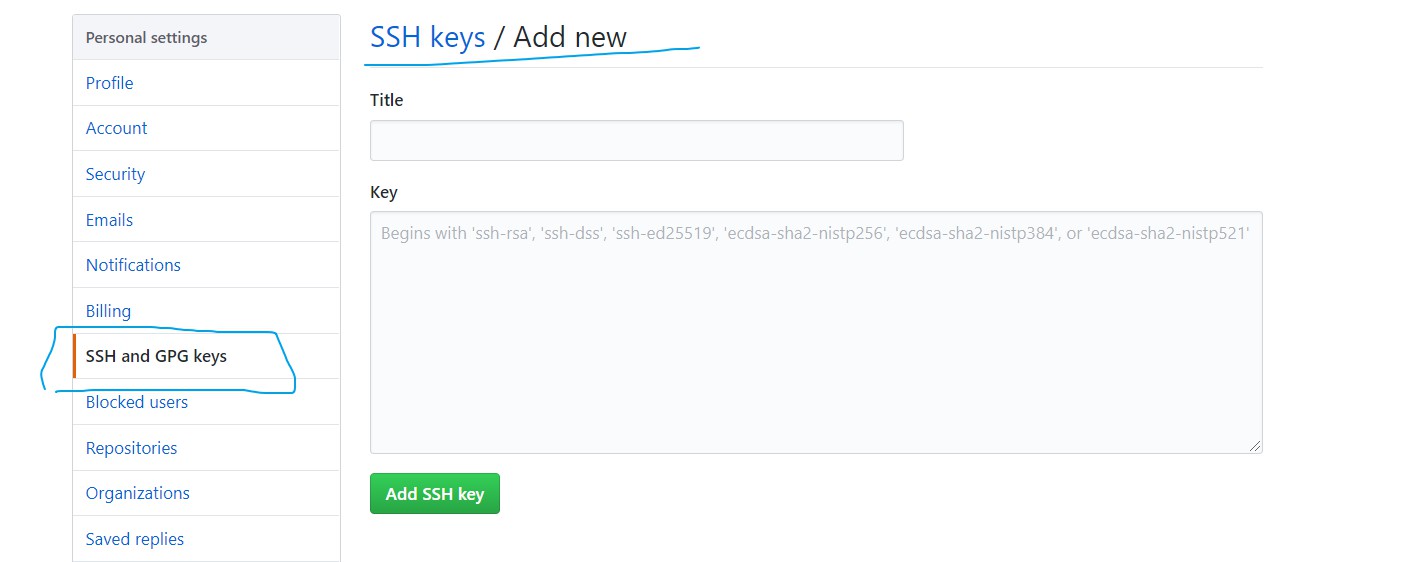 Personal settings
Profile
Account
Security
Emails
Notifications
Billing
SSH and GPG keys
Blocked users
Repositories
Organizations
Saved replies
SSH keys / Add new
Title
Key
Begins with 'ssh-rsa', 'ssh-dss', 'ssh-ed25519', 'ecdsa-sha2-nistp256', 'ecdsa-sha2-nistp384', or 'ecdsa-sha2-nistp521'
Add SSH key